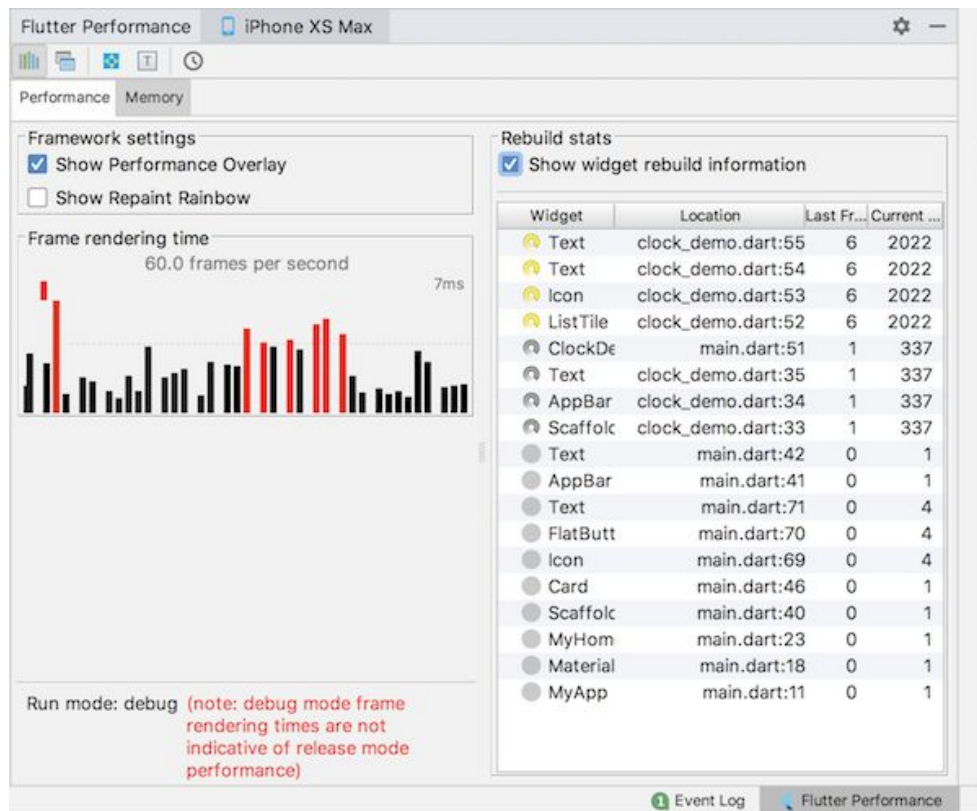 Flutter Performance iPhone XS Max
T
Performance Memory
Framework settings
Show Performance Overlay
Show Repaint Rainbow
Frame rendering time
60.0 frames per second
7ms
Run mode: debug (note: debug mode frame
rendering times are not
indicative of release mode
performance)
Rebuild stats
Show widget rebuild information
Widget Location Last Fr... Current ...
Text clock_demo.dart:55 6 2022
Text clock_demo.dart:54 6 2022
Icon clock_demo.dart:53 6 2022
ListTile clock_demo.dart:52 6 2022
ClockDe main.dart:51 1 337
Text clock_demo.dart:35 1 337
AppBar clock_demo.dart:34 1 337
Scaffolc clock_demo.dart:33 1 337
Text main.dart:42 0 1
AppBar main.dart:41 0 1
Text main.dart:71 0 4
FlatButt main.dart:70 0 4
Icon main.dart:69 0 4
Card main.dart:46 0 1
Scaffolc main.dart:40 0 1
MyHom main.dart:23 0 1
Material main.dart:18 0 1
MyApp main.dart:11 0 1
1 Event Log Flutter Performance